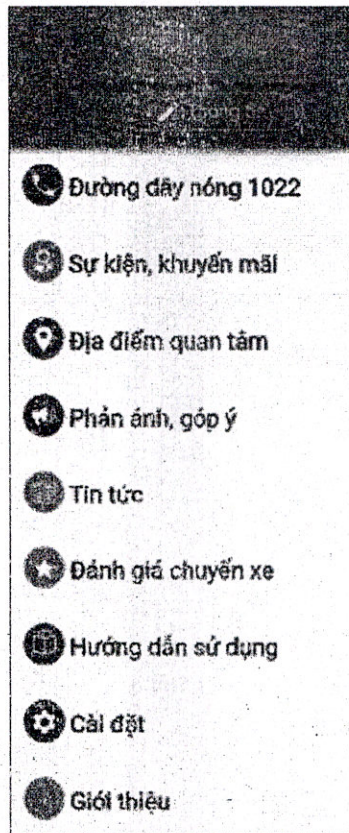 Đường dây nóng 1022
Sự kiện, khuyến mãi
Địa điểm quan tâm
Phản ánh, góp ý
Tin tức
Đánh giá chuyến xe
Hướng dẫn sử dụng
Cài đặt
Giới thiệu